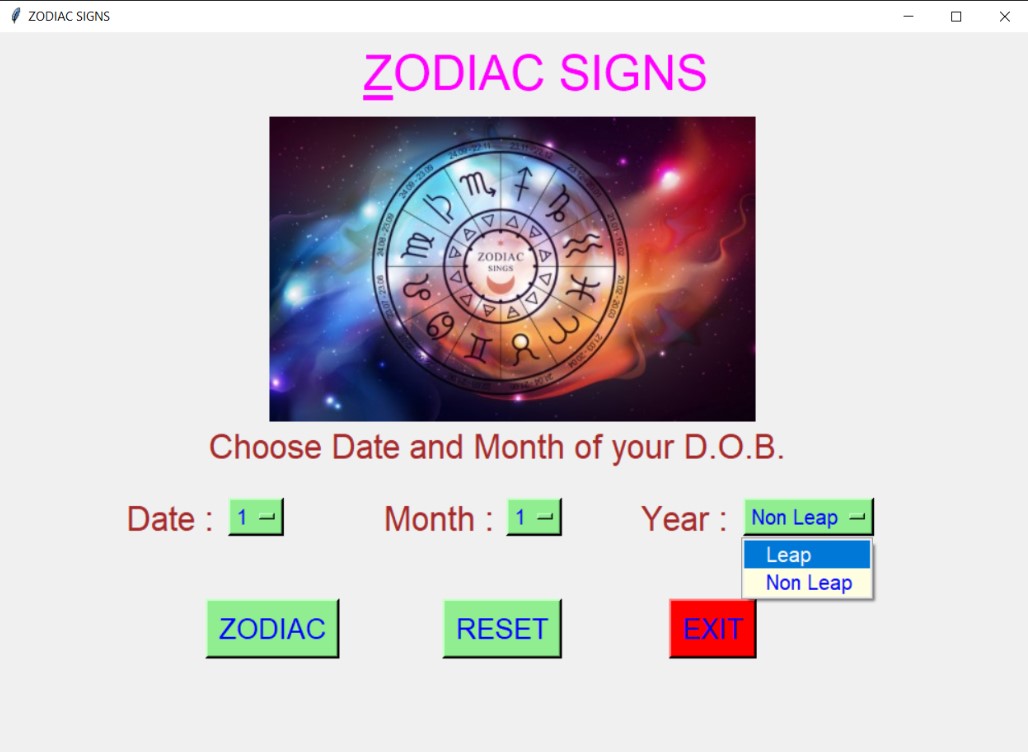 ZODIAC SIGNS
ZODIAC SIGNS
ZODIAC
SINGS
Choose Date and Month of your D.O.B.
Date : 1 Month : 1 Year : Non Leap
Leap
Non Leap
ZODIAC RESET EXIT